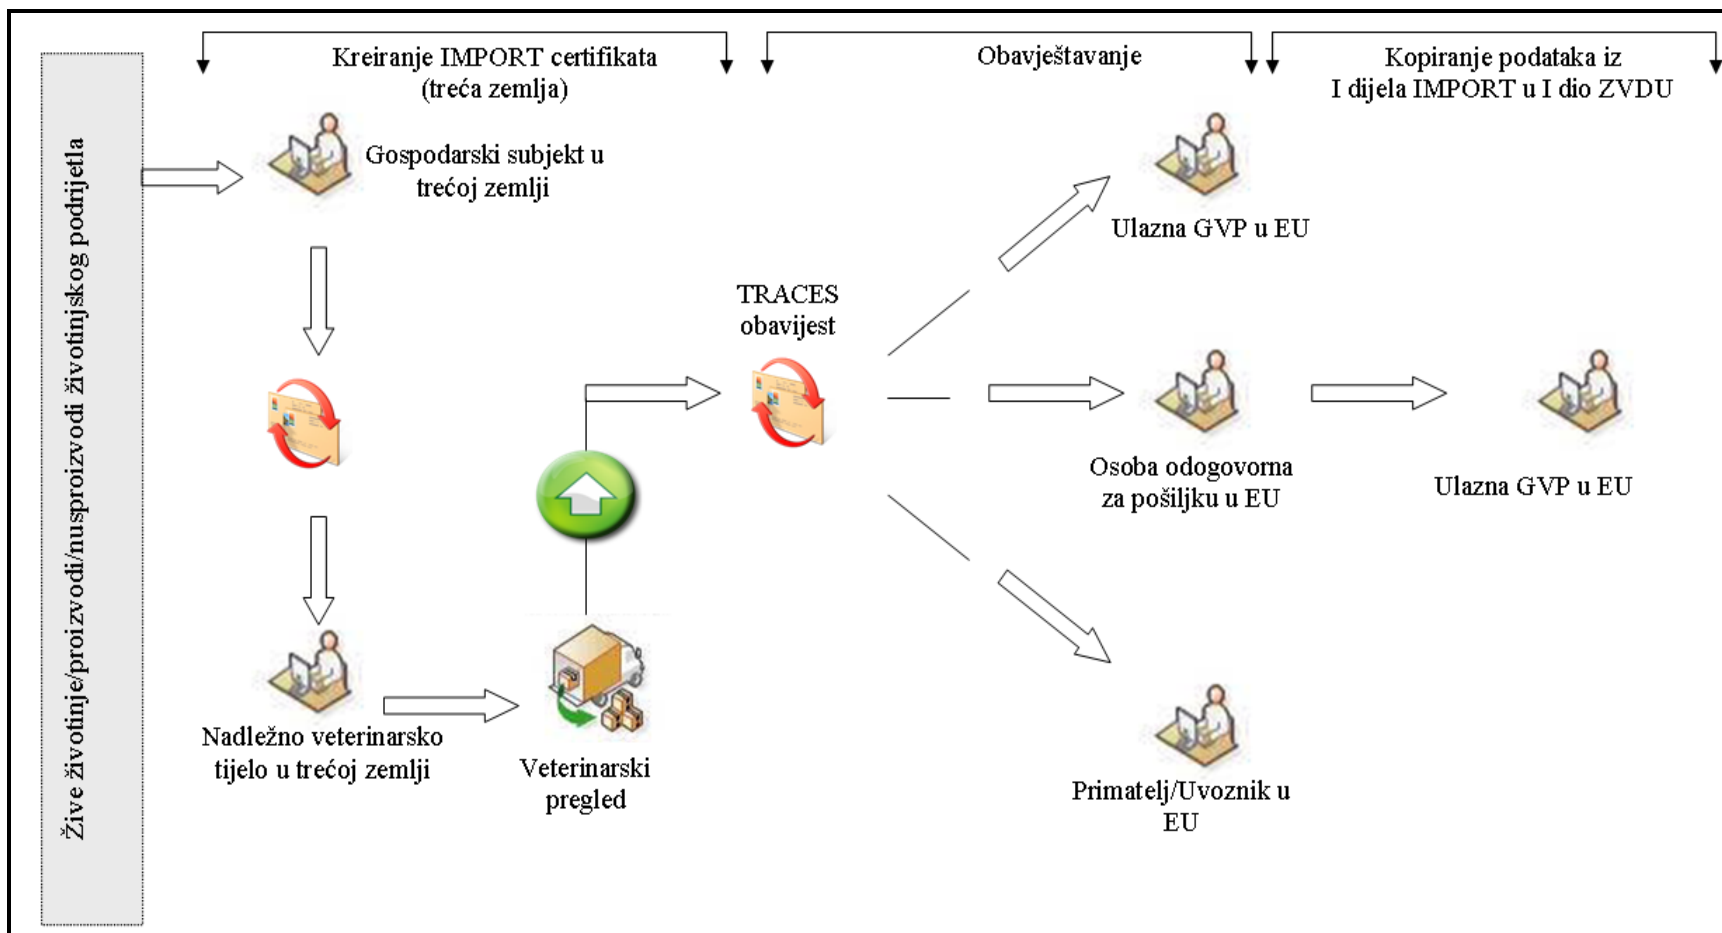 Žive životinje/proizvodi/nusproizvodi životinjskog podrijetla
Kreiranje IMPORT certifikata
(treća zemlja)
Obavještavanje
Kopiranje podataka iz
I dijela IMPORT u I dio ZVDU
Gospodarski subjekt u
trećoj zemlji
Ulazna GVP u EU
TRACES
obavijest
Osoba odogovorna
za pošiljku u EU
Ulazna GVP u EU
Nadležno veterinarsko
tijelo u trećoj zemlji
Veterinarski
pregled
Primatelj/Uvoznik u
EU